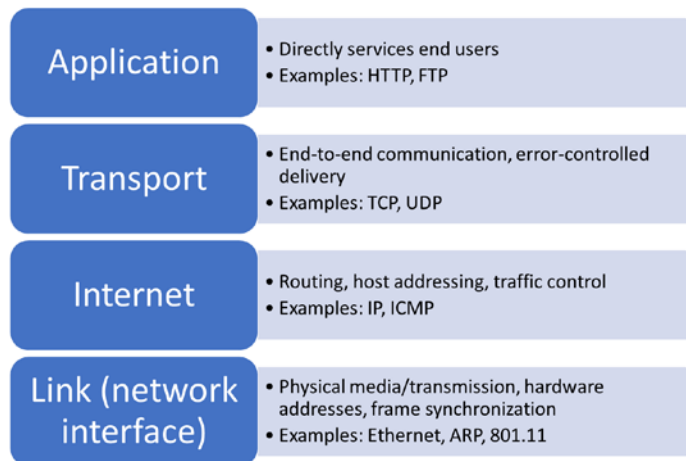 Application
• Directly services end users
• Examples: HTTP, FTP
Transport
• End-to-end communication, error-controlled
delivery
• Examples: TCP, UDP
Internet
• Routing, host addressing, traffic control
• Examples: IP, ICMP
Link (network
interface)
• Physical media/transmission, hardware
addresses, frame synchronization
• Examples: Ethernet, ARP, 801.11